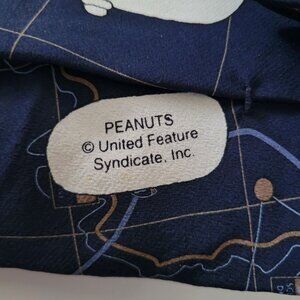 PEANUTS
© United Feature
Syndicate, Inc.